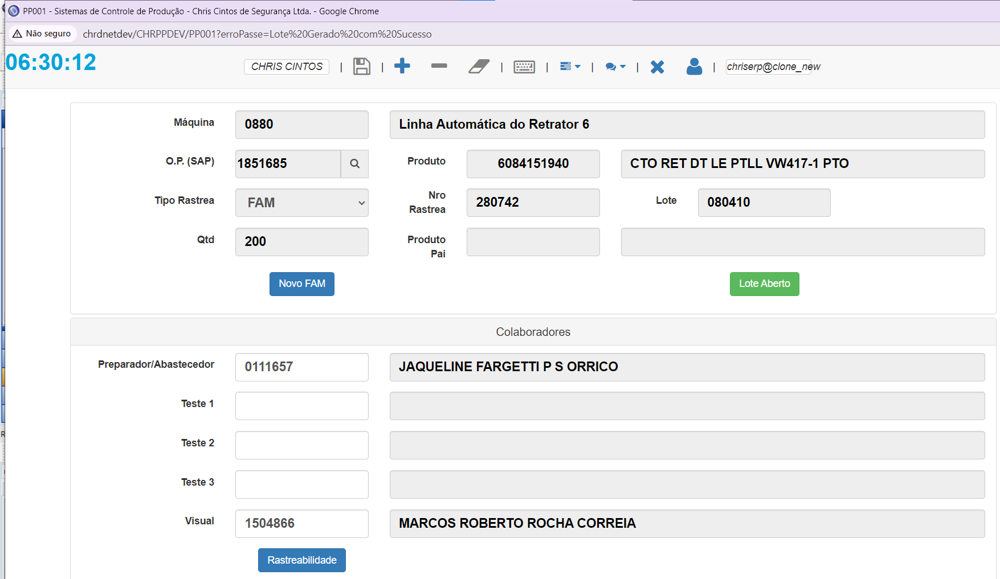 PP001 - Sistemas de Controle de Produção - Chris Cintos de Segurança Ltda. - Google Chrome
Não seguro chrdnetdev/CHRPPDEV/PP001?erroPasse=Lote%20Gerado%20com%20Sucesso
06:30:12 CHRIS CINTOS | | | | | | | chriserp@clone_new
Máquina 0880 Linha Automática do Retrator 6
O.P. (SAP) 1851685 Produto 6084151940 CTO RET DT LE PTLL VW417-1 PTO
Tipo Rastrea FAM Nro Rastrea 280742 Lote 080410
Qtd 200 Produto Pai
Novo FAM Lote Aberto
Colaboradores
Preparador/Abastecedor 0111657 JAQUELINE FARGETTI P S ORRICO
Teste 1
Teste 2
Teste 3
Visual 1504866 MARCOS ROBERTO ROCHA CORREIA
Rastreabilidade